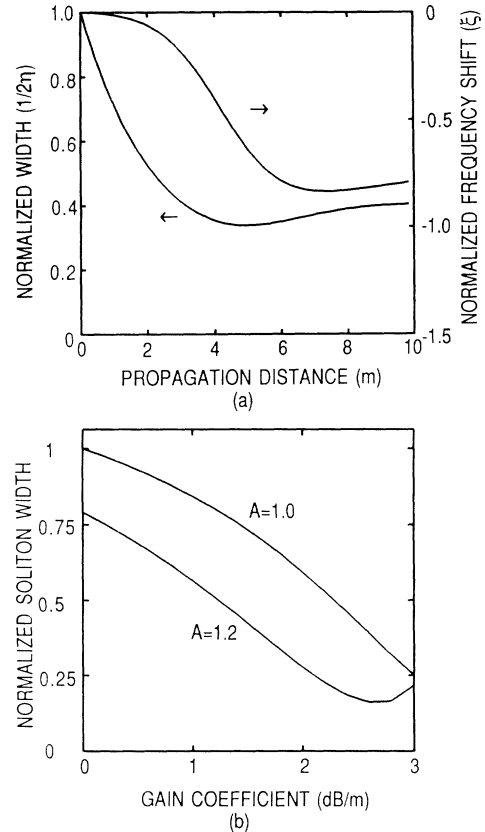 NORMALIZED WIDTH (1/2η)
1.0
0.8
0.6
0.4
0.2
0
→
←
0
-0.5
-1.0
-1.5
NORMALIZED FREQUENCY SHIFT (ξ)
0 2 4 6 8 10
PROPAGATION DISTANCE (m)
(a)
NORMALIZED SOLITON WIDTH
1
0.75
0.5
0.25
0
A=1.0
A=1.2
0 1 2 3
GAIN COEFFICIENT (dB/m)
(b)